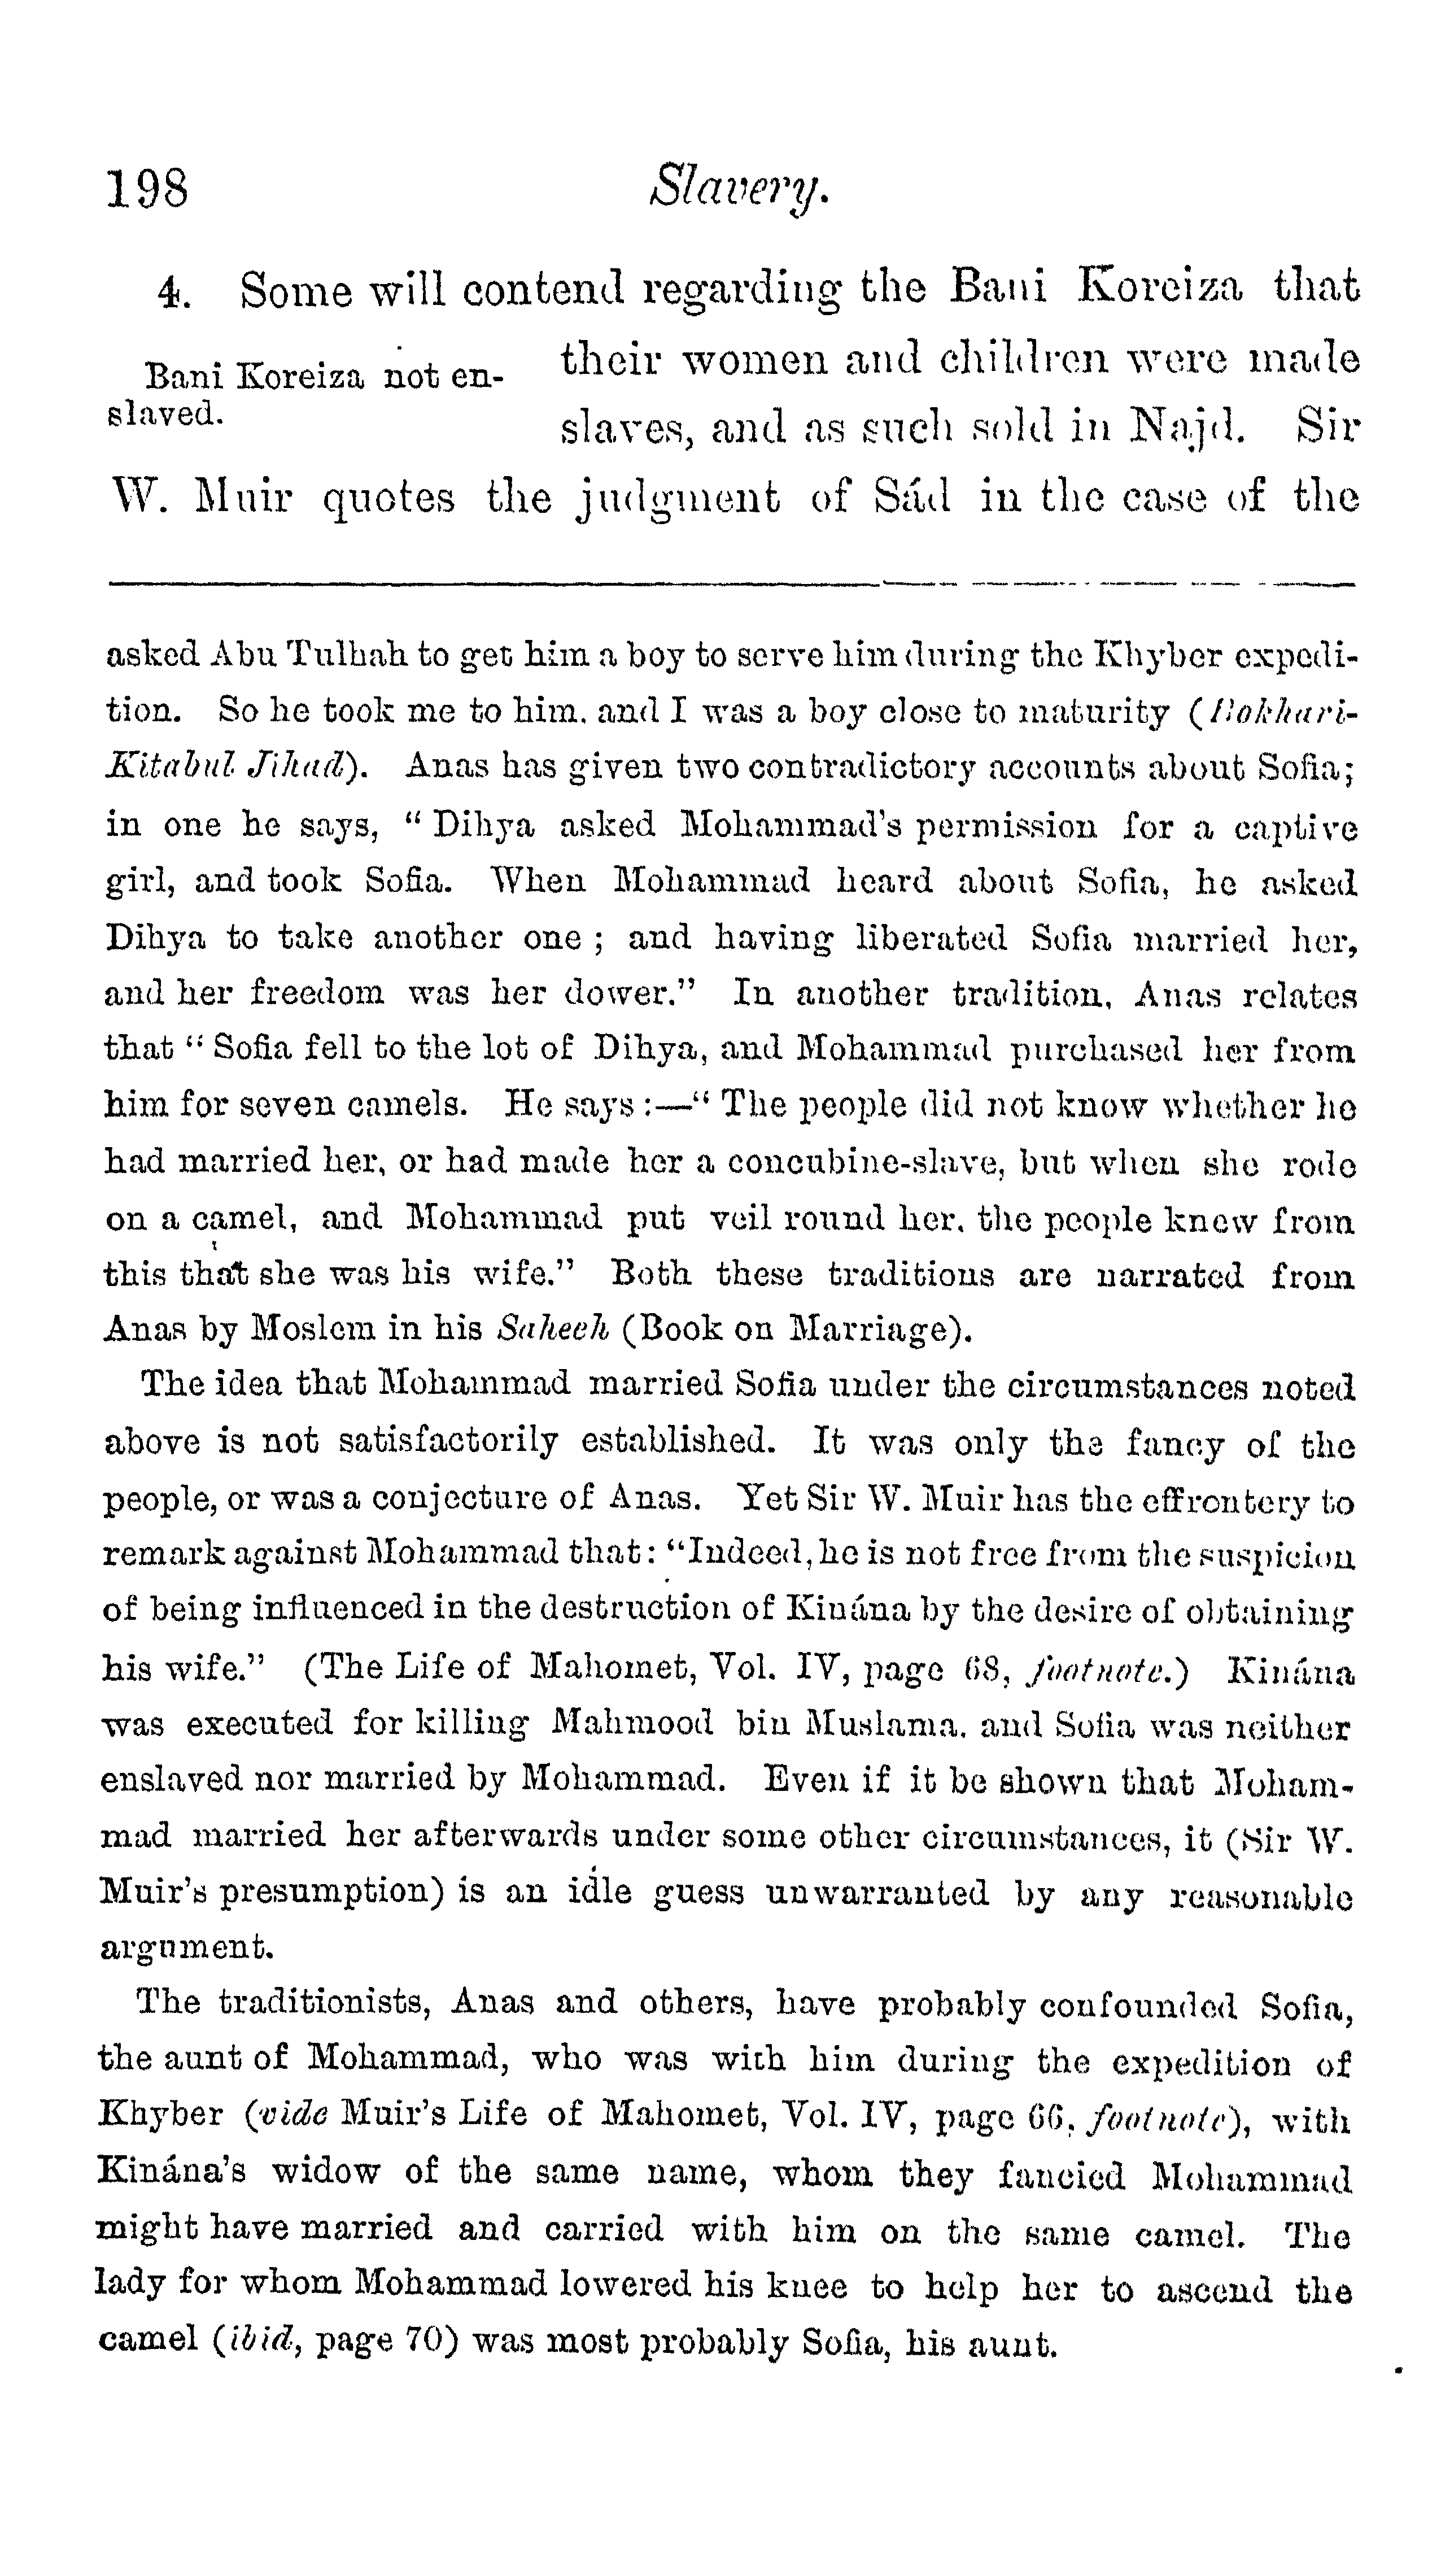 198 Slavery.
4. Some will contend regarding the Bani Koreiza that
Bani Koreiza not en-
slaved.
their women and children were made
slaves, and as such sold in Najd. Sir
W. Muir quotes the judgment of Sád in the case of the
asked Abu Tulhah to get him a boy to serve him during the Khyber expedi-
tion. So he took me to him, and I was a boy close to maturity (Bokhari-
Kitabul Jihad). Anas has given two contradictory accounts about Sofia;
in one he says, "Dihya asked Mohammad's permission for a captive
girl, and took Sofia. When Mohammad heard about Sofia, he asked
Dihya to take another one; and having liberated Sofia married her,
and her freedom was her dower." In another tradition, Anas relates
that "Sofia fell to the lot of Dihya, and Mohammad purchased her from
him for seven camels. He says:—"The people did not know whether he
had married her, or had made her a concubine-slave, but when she rode
on a camel, and Mohammad put veil round her, the people knew from
this that she was his wife." Both these traditions are narrated from
Anas by Moslem in his Saheeh (Book on Marriage).
The idea that Mohammad married Sofia under the circumstances noted
above is not satisfactorily established. It was only the fancy of the
people, or was a conjecture of Anas. Yet Sir W. Muir has the effrontery to
remark against Mohammad that: "Indeed, he is not free from the suspicion
of being influenced in the destruction of Kinána by the desire of obtaining
his wife." (The Life of Mahomet, Vol. IV, page 68, footnote.) Kinána
was executed for killing Mahmood bin Muslama, and Sofia was neither
enslaved nor married by Mohammad. Even if it be shown that Moham-
mad married her afterwards under some other circumstances, it (Sir W.
Muir's presumption) is an idle guess unwarranted by any reasonable
argument.
The traditionists, Anas and others, have probably confounded Sofia,
the aunt of Mohammad, who was with him during the expedition of
Khyber (vide Muir's Life of Mahomet, Vol. IV, page 66, footnote), with
Kinána's widow of the same name, whom they fancied Mohammad
might have married and carried with him on the same camel. The
lady for whom Mohammad lowered his knee to help her to ascend the
camel (ibid, page 70) was most probably Sofia, his aunt.